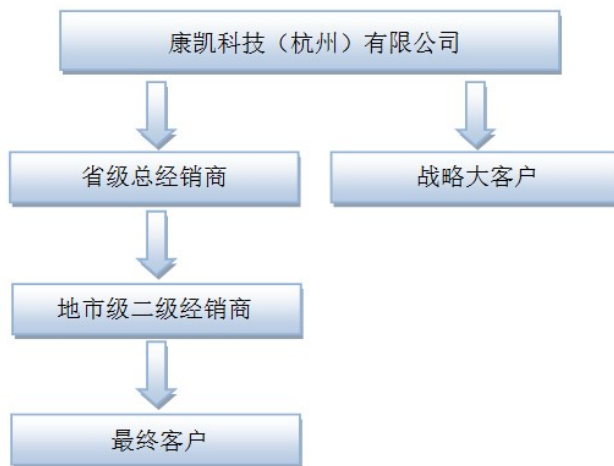 康凯科技（杭州）有限公司
省级总经销商
战略大客户
地市级二级经销商
最终客户